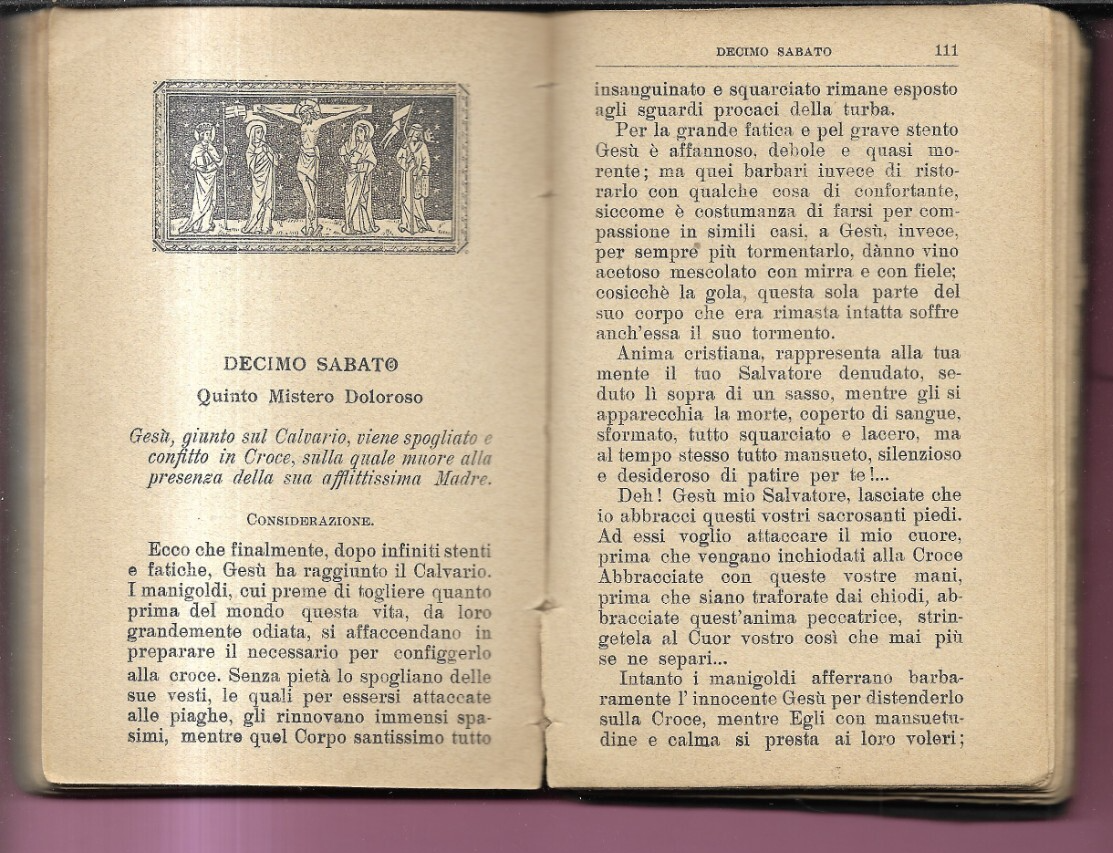 DECIMO SABATO
Quinto Mistero Doloroso
Gesù, giunto sul Calvario, viene spogliato e
confitto in Croce, sulla quale muore alla
presenza della sua afflittissima Madre.
CONSIDERAZIONE.
Ecco che finalmente, dopo infiniti stenti
e fatiche, Gesù ha raggiunto il Calvario.
I manigoldi, cui preme di togliere quanto
prima del mondo questa vita, da loro
grandemente odiata, si affaccendano in
preparare il necessario per configgerlo
alla croce. Senza pietà lo spogliano delle
sue vesti, le quali per essersi attaccate
alle piaghe, gli rinnovano immensi spa-
simi, mentre quel Corpo santissimo tutto
DECIMO SABATO 111
insanguinato e squarciato rimane esposto
agli sguardi procaci della turba.
Per la grande fatica e pel grave stento
Gesù è affannoso, debole e quasi mo-
rente; ma quei barbari invece di risto-
rarlo con qualche cosa di confortante,
siccome è costumanza di farsi per com-
passione in simili casi, a Gesù, invece,
per sempre più tormentarlo, dànno vino
acetoso mescolato con mirra e con fiele;
cosicchè la gola, questa sola parte del
suo corpo che era rimasta intatta soffre
anch'essa il suo tormento.
Anima cristiana, rappresenta alla tua
mente il tuo Salvatore denudato, se-
duto lì sopra di un sasso, mentre gli si
apparecchia la morte, coperto di sangue,
sformato, tutto squarciato e lacero, ma
al tempo stesso tutto mansueto, silenzioso
e desideroso di patire per te!...
Deh! Gesù mio Salvatore, lasciate che
io abbracci questi vostri sacrosanti piedi.
Ad essi voglio attaccare il mio cuore,
prima che vengano inchiodati alla Croce
Abbracciate con queste vostre mani,
prima che siano traforate dai chiodi, ab-
bracciate quest'anima peccatrice, strin-
getela al Cuor vostro così che mai più
se ne separi...
Intanto i manigoldi afferrano barba-
ramente l' innocente Gesù per distenderlo
sulla Croce, mentre Egli con mansuetu-
dine e calma si presta ai loro voleri;